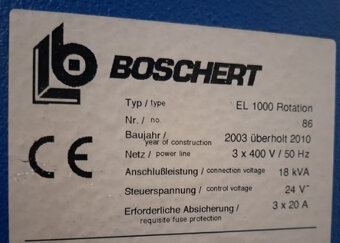 BOSCHERT
Typ / type EL 1000 Rotation
Nr. / no. 86
Baujahr / year of construction 2003 überholt 2010
Netz / power line 3 x 400 V / 50 Hz
Anschlußleistung / connection voltage 18 kVA
Steuerspannung / control voltage 24 V~
Erforderliche Absicherung / 3 x 20 A
requisite fuse protection
CE